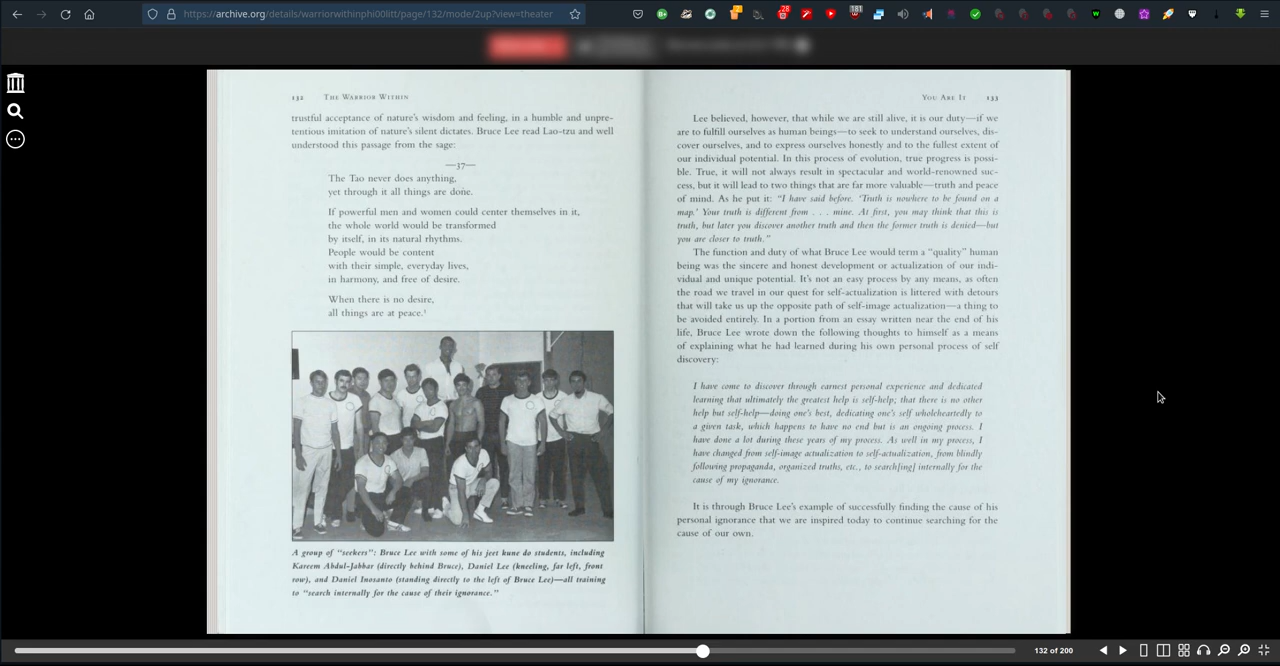 https://archive.org/details/warriorwithinphi00litt/page/132/mode/2up?view=theater
28
181
132 THE WARRIOR WITHIN
trustful acceptance of nature's wisdom and feeling, in a humble and unpre-
tentious imitation of nature's silent dictates. Bruce Lee read Lao-tzu and well
understood this passage from the sage:
—37—
The Tao never does anything,
yet through it all things are done.
If powerful men and women could center themselves in it,
the whole world would be transformed
by itself, in its natural rhythms.
People would be content
with their simple, everyday lives,
in harmony, and free of desire.
When there is no desire,
all things are at peace.
A group of "seekers": Bruce Lee with some of his jeet kune do students, including
Kareem Abdul-Jabbar (directly behind Bruce), Daniel Lee (kneeling, far left, front
row), and Daniel Inosanto (standing directly to the left of Bruce Lee)—all training
to "search internally for the cause of their ignorance."
YOU ARE IT 133
Lee believed, however, that while we are still alive, it is our duty—if we
are to fulfill ourselves as human beings—to seek to understand ourselves, dis-
cover ourselves, and to express ourselves honestly and to the fullest extent of
our individual potential. In this process of evolution, true progress is possi-
ble. True, it will not always result in spectacular and world-renowned suc-
cess, but it will lead to two things that are far more valuable—truth and peace
of mind. As he put it: "I have said before. 'Truth is nowhere to be found on a
map.' Your truth is different from . . . mine. At first, you may think that this is
truth, but later you discover another truth and then the former truth is denied—but
you are closer to truth."
The function and duty of what Bruce Lee would term a "quality" human
being was the sincere and honest development or actualization of our indi-
vidual and unique potential. It's not an easy process by any means, as often
the road we travel in our quest for self-actualization is littered with detours
that will take us up the opposite path of self-image actualization—a thing to
be avoided entirely. In a portion from an essay written near the end of his
life, Bruce Lee wrote down the following thoughts to himself as a means
of explaining what he had learned during his own personal process of self
discovery:
I have come to discover through earnest personal experience and dedicated
learning that ultimately the greatest help is self-help; that there is no other
help but self-help—doing one's best, dedicating one's self wholeheartedly to
a given task, which happens to have no end but is an ongoing process. I
have done a lot during these years of my process. As well in my process, I
have changed from self-image actualization to self-actualization, from blindly
following propaganda, organized truths, etc., to search[ing] internally for the
cause of my ignorance.
It is through Bruce Lee's example of successfully finding the cause of his
personal ignorance that we are inspired today to continue searching for the
cause of our own.
132 of 200